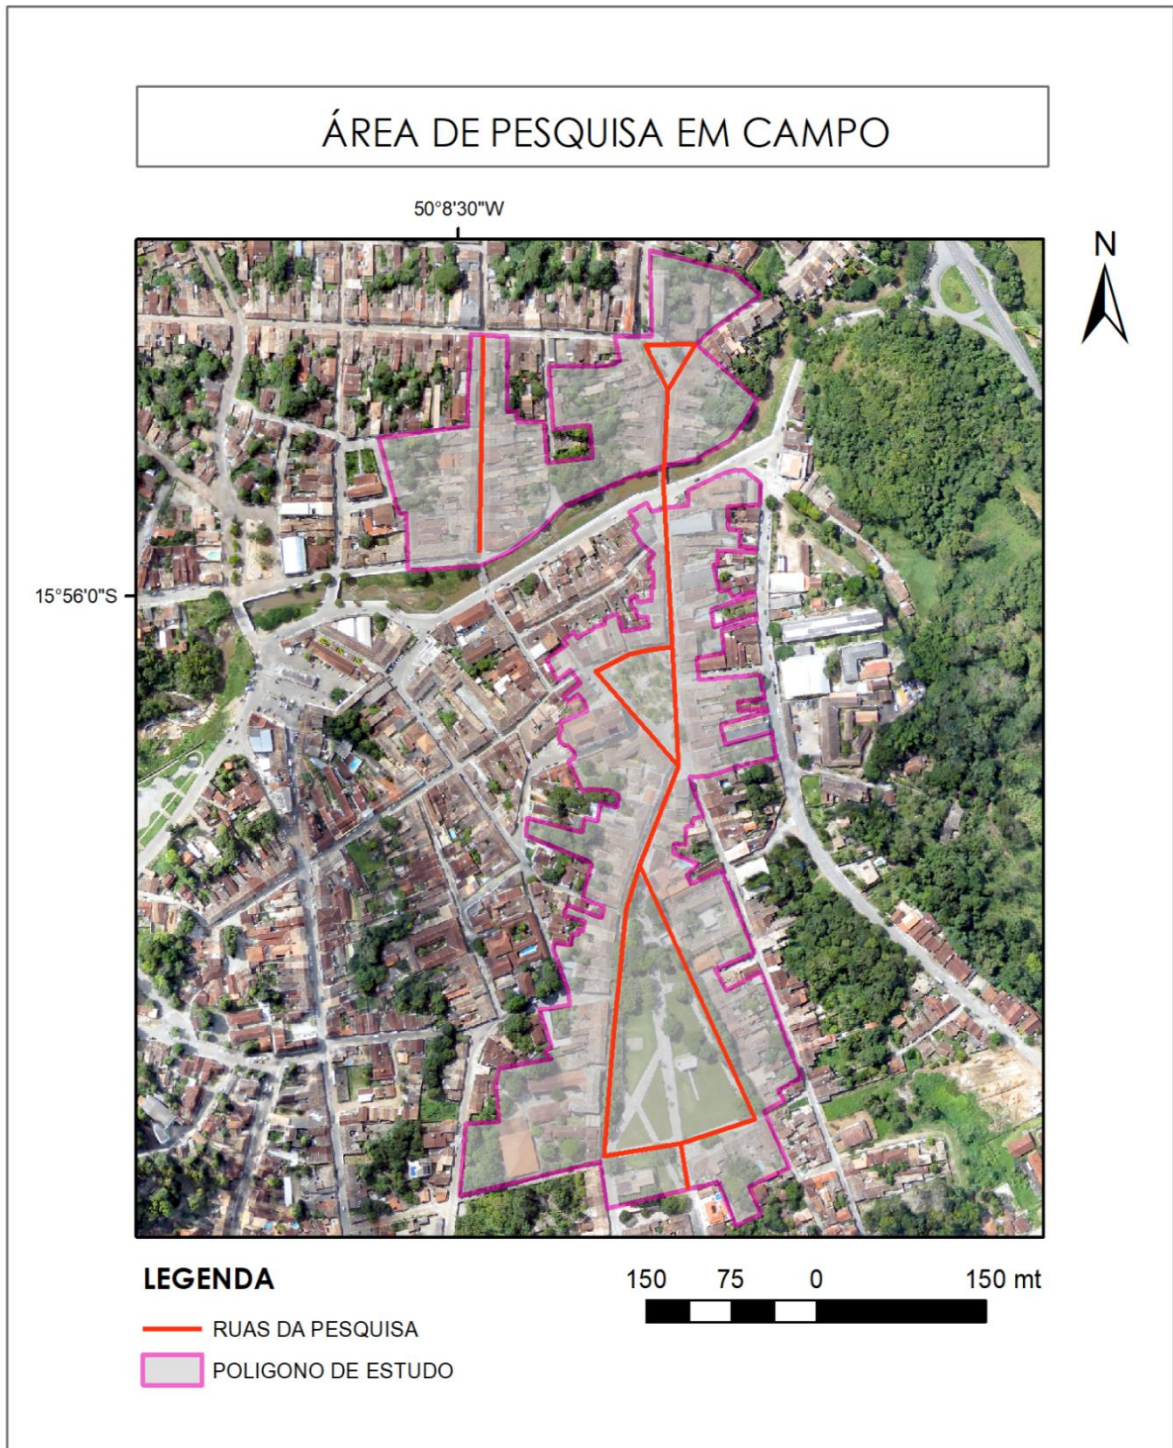 ÁREA DE PESQUISA EM CAMPO
50°8'30"W
N
15°56'0"S
LEGENDA
RUAS DA PESQUISA
POLIGONO DE ESTUDO
150 75 0 150 mt